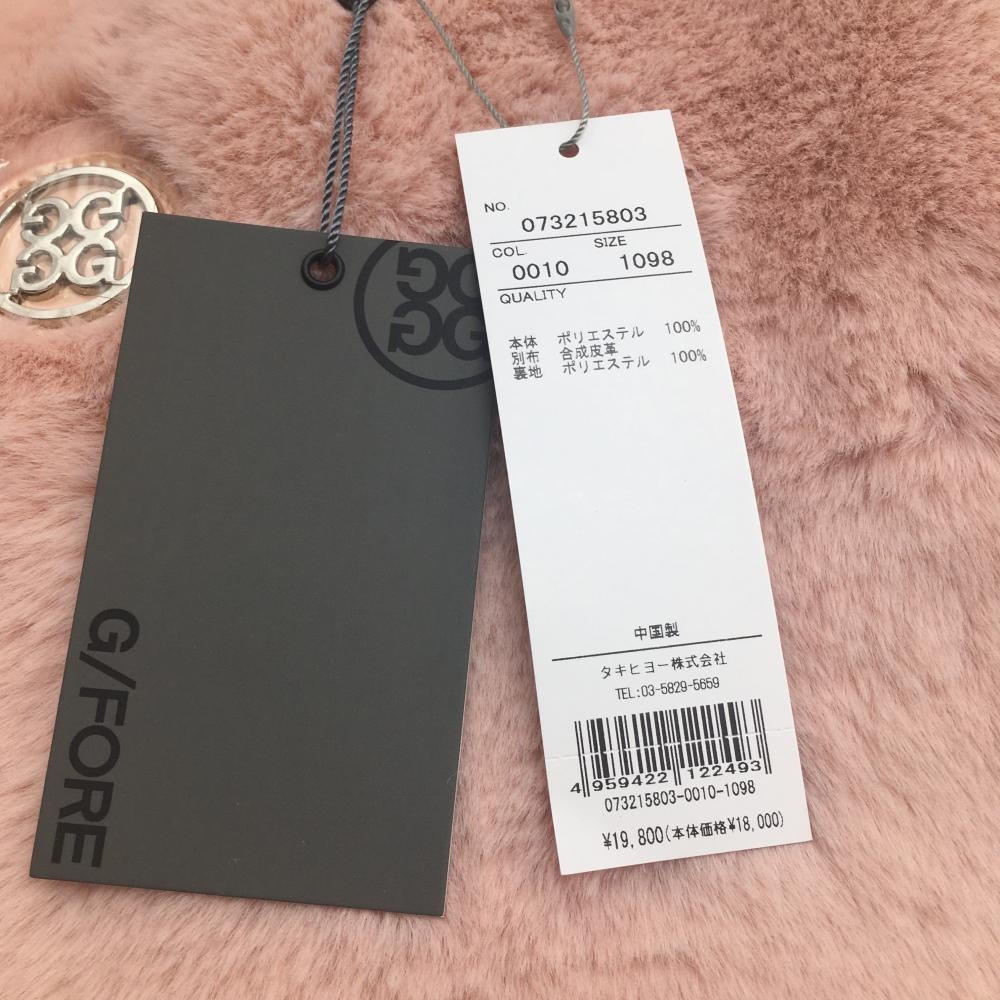 G/FORE
NO.
073215803
COL. SIZE
0010 1098
QUALITY
本体 ポリエステル 100%
別布 合成皮革
裏地 ポリエステル 100%
中国製
タキヒヨー株式会社
TEL:03-5829-5659
4 959422 122493
073215803-0010-1098
¥19,800(本体価格¥18,000)